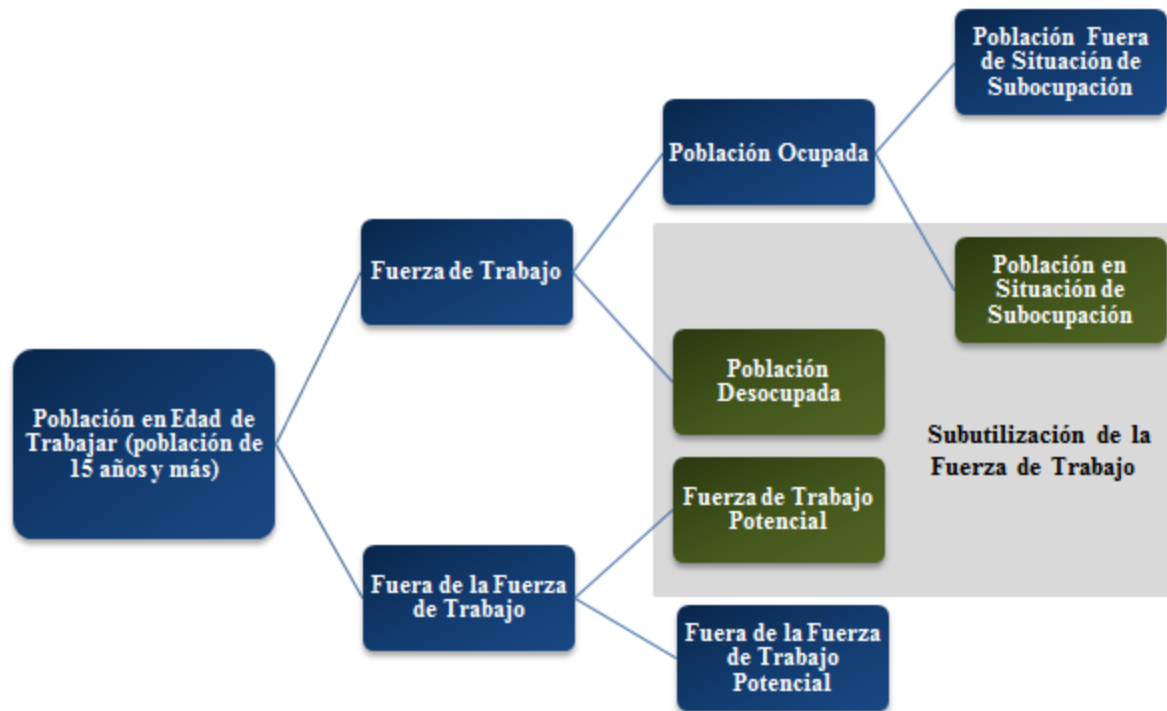 Población Fuera
de Situación de
Subocupación
Población Ocupada
Fuerza de Trabajo
Población en
Situación de
Subocupación
Población
Desocupada
Población en Edad de
Trabajar (población de
15 años y más)
Subutilización de la
Fuerza de Trabajo
Fuerza de Trabajo
Potencial
Fuera de la Fuerza
de Trabajo
Fuera de la Fuerza
de Trabajo
Potencial